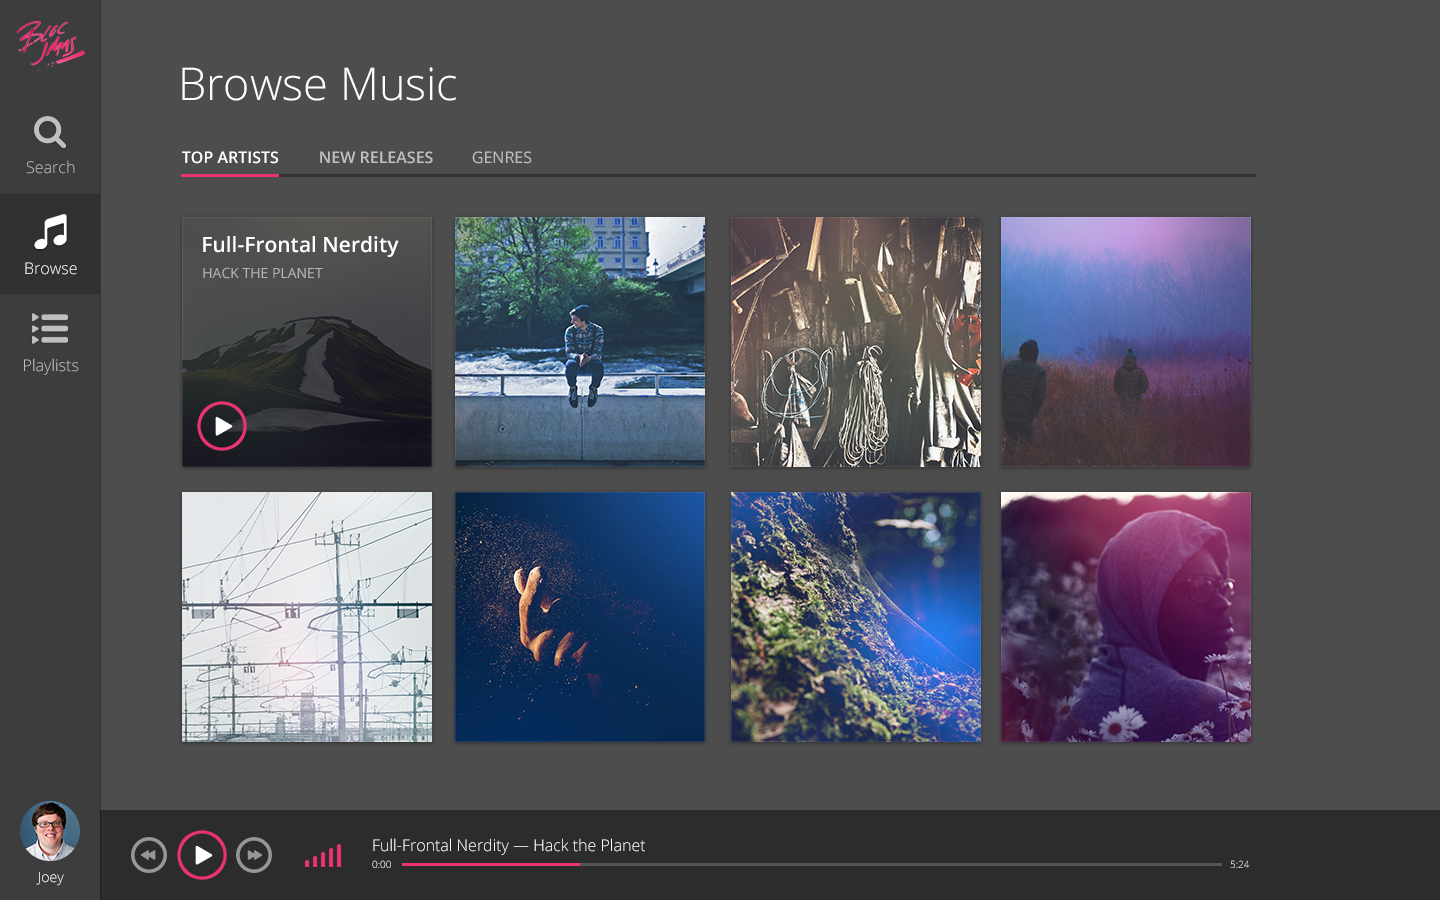 Bloc
Jams
Search
Browse
Playlists
Joey
Browse Music
TOP ARTISTS
NEW RELEASES
GENRES
Full-Frontal Nerdity
HACK THE PLANET
Full-Frontal Nerdity — Hack the Planet
0:00
5:24